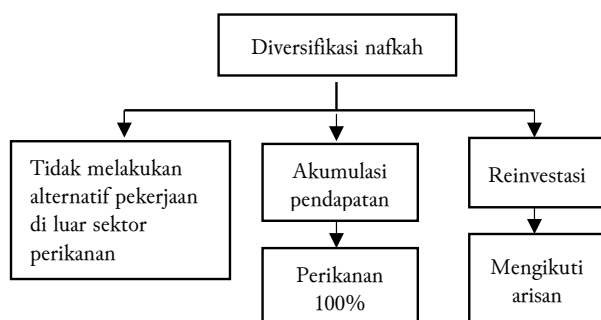 Diversifikasi nafkah
Tidak melakukan
alternatif pekerjaan
di luar sektor
perikanan
Akumulasi
pendapatan
Reinvestasi
Perikanan
100%
Mengikuti
arisan